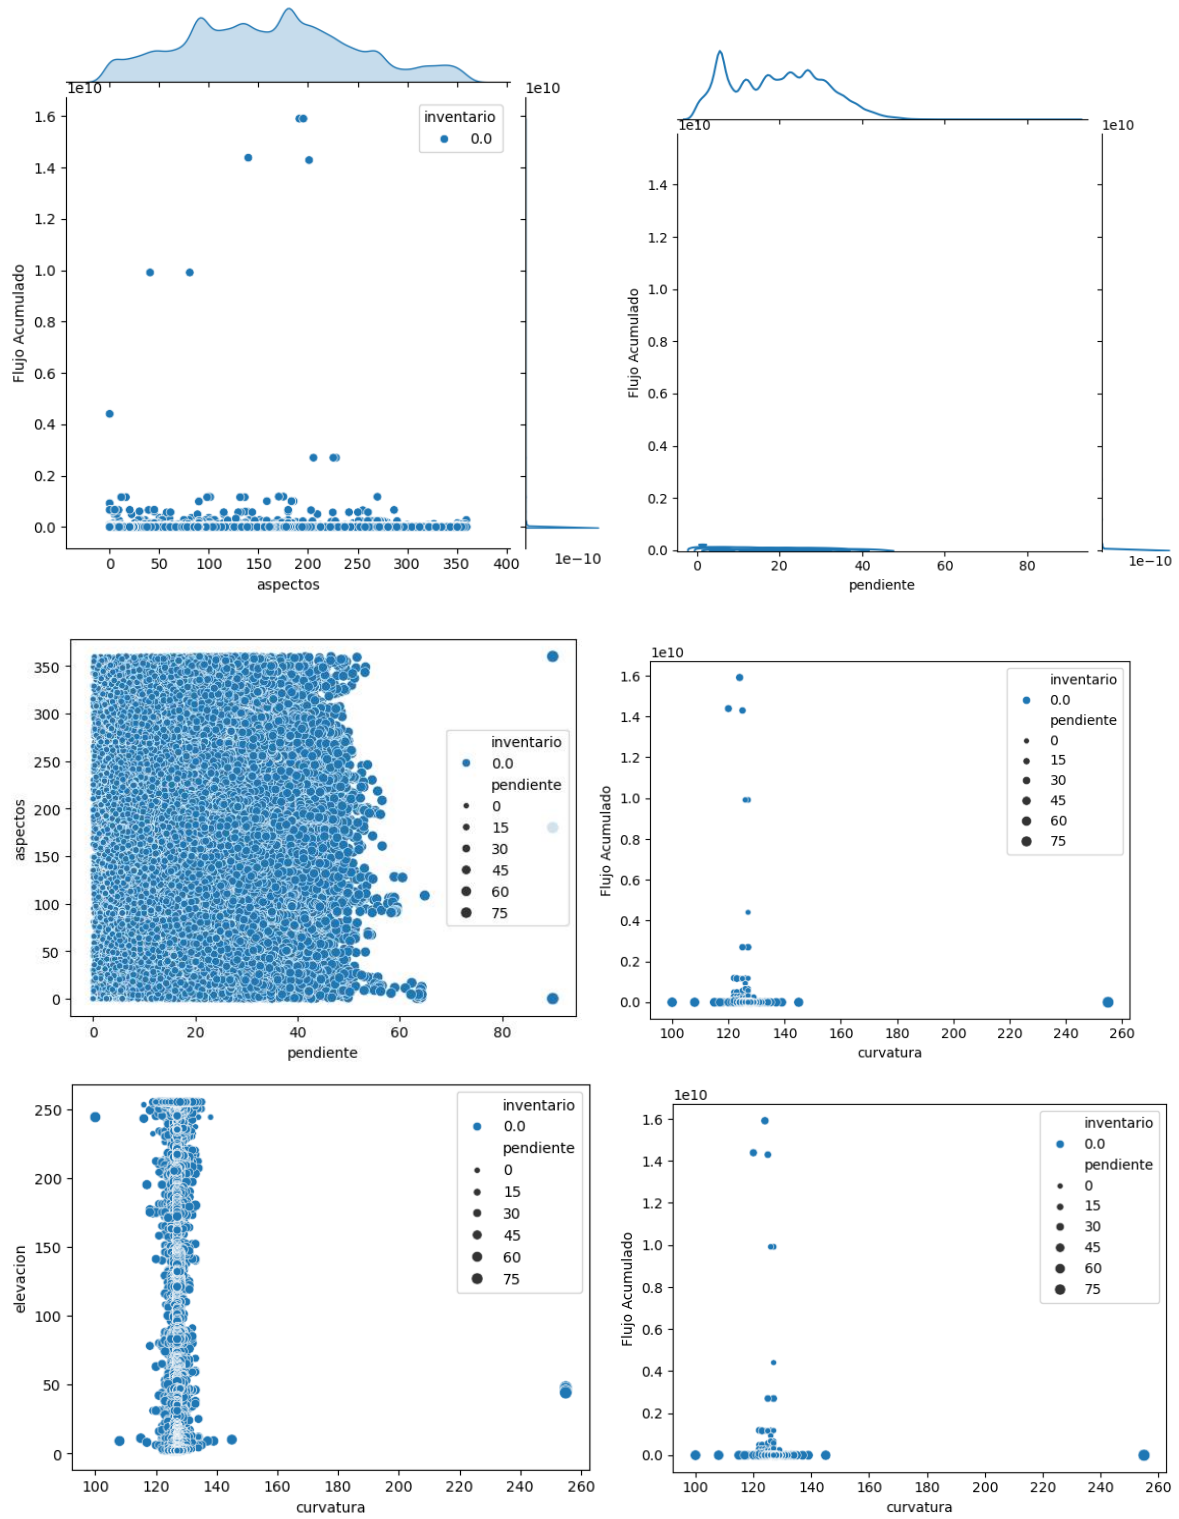 1e10
1e10
inventario
0.0
1.6
1.4
1.2
1.0
0.8
0.6
0.4
0.2
0.0
Flujo Acumulado
0 50 100 150 200 250 300 350 400
aspectos
1e−10
1e10
1e10
1.4
1.2
1.0
0.8
0.6
0.4
0.2
0.0
Flujo Acumulado
0 20 40 60 80
pendiente
1e−10
350
300
250
200
150
100
50
0
aspectos
inventario
0.0
pendiente
0
15
30
45
60
75
0 20 40 60 80
pendiente
1e10
1.6
1.4
1.2
1.0
0.8
0.6
0.4
0.2
0.0
Flujo Acumulado
inventario
0.0
pendiente
0
15
30
45
60
75
100 120 140 160 180 200 220 240 260
curvatura
250
200
150
100
50
0
elevacion
inventario
0.0
pendiente
0
15
30
45
60
75
100 120 140 160 180 200 220 240 260
curvatura
1e10
1.6
1.4
1.2
1.0
0.8
0.6
0.4
0.2
0.0
Flujo Acumulado
inventario
0.0
pendiente
0
15
30
45
60
75
100 120 140 160 180 200 220 240 260
curvatura